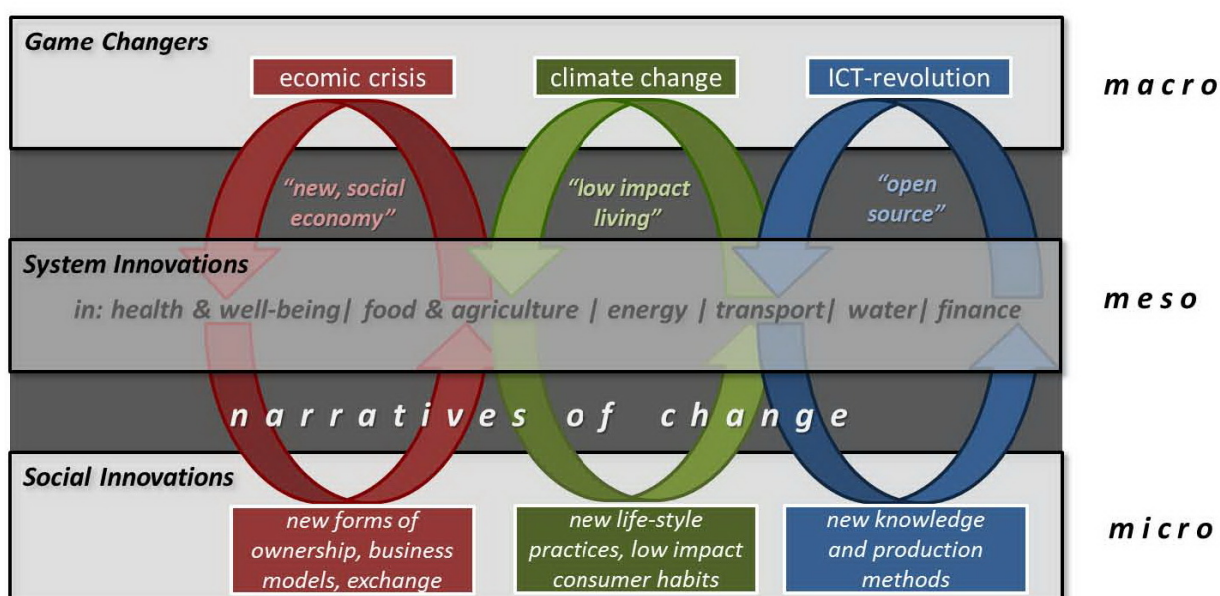 Game Changers
ecomic crisis
climate change
ICT-revolution
macro
“new, social
economy”
“low impact
living”
“open
source”
System Innovations
in: health & well-being| food & agriculture | energy | transport| water| finance
meso
narratives of change
Social Innovations
new forms of
ownership, business
models, exchange
new life-style
practices, low impact
consumer habits
new knowledge
and production
methods
micro